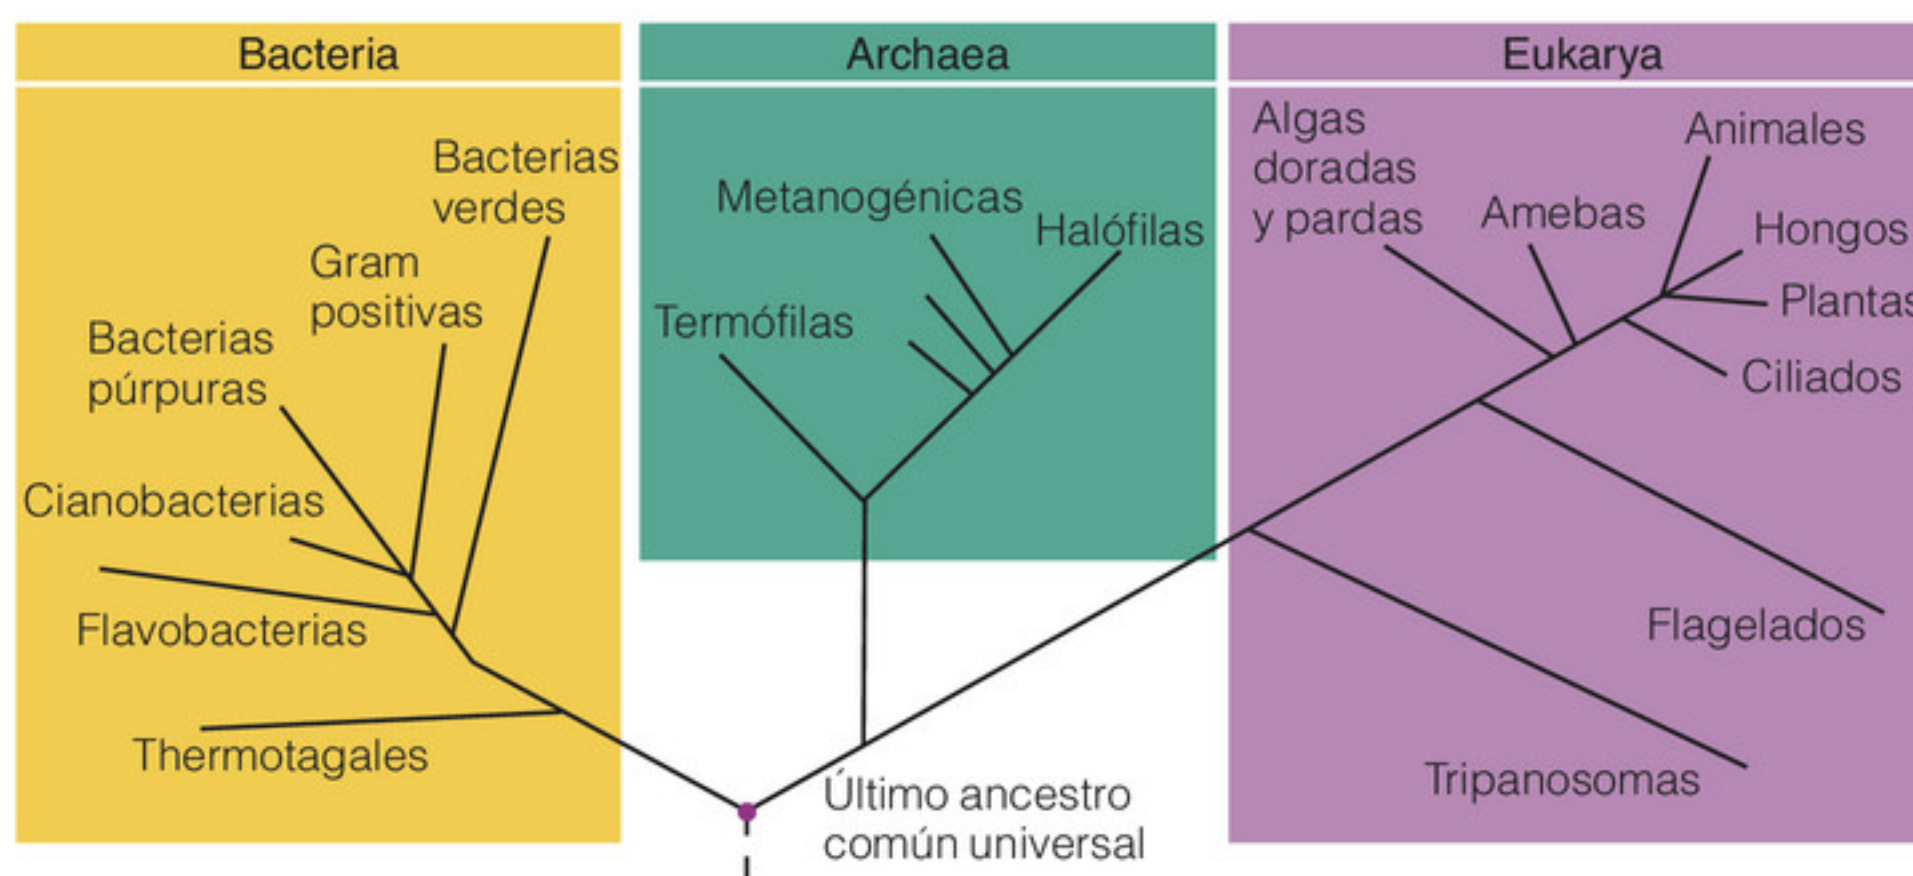 Bacteria
Archaea
Eukarya
Bacterias
verdes
Gram
positivas
Bacterias
púrpuras
Cianobacterias
Flavobacterias
Thermotagales
Metanogénicas
Halófilas
Termófilas
Algas
doradas
y pardas
Amebas
Animales
Hongos
Plantas
Ciliados
Flagelados
Tripanosomas
Último ancestro
común universal